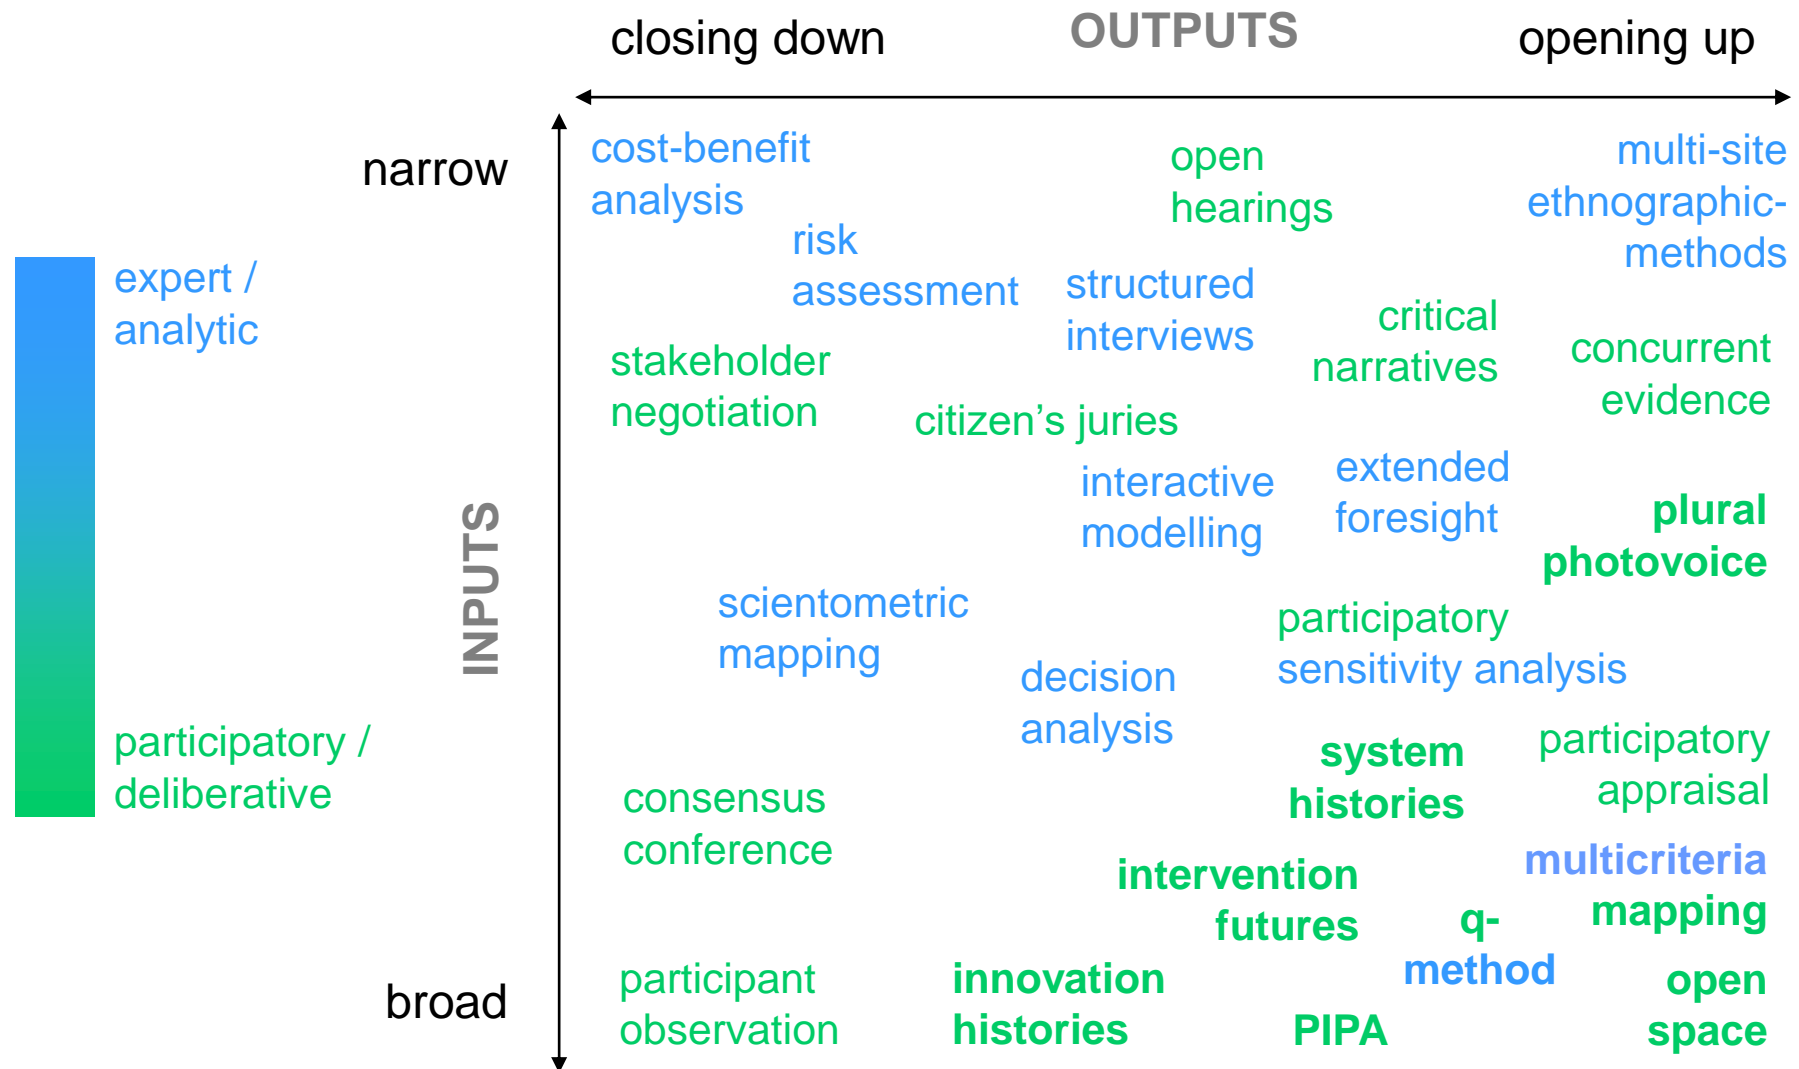 closing down
OUTPUTS
opening up
narrow
cost-benefit
analysis
open
hearings
multi-site
ethnographic-
methods
risk
assessment
structured
interviews
expert /
analytic
critical
narratives
concurrent
evidence
stakeholder
negotiation
citizen’s juries
interactive
modelling
extended
foresight
plural
photovoice
INPUTS
scientometric
mapping
participatory
sensitivity analysis
decision
analysis
participatory /
deliberative
system
histories
participatory
appraisal
consensus
conference
intervention
futures
multicriteria
mapping
q-
method
broad
participant
observation
innovation
histories
PIPA
open
space